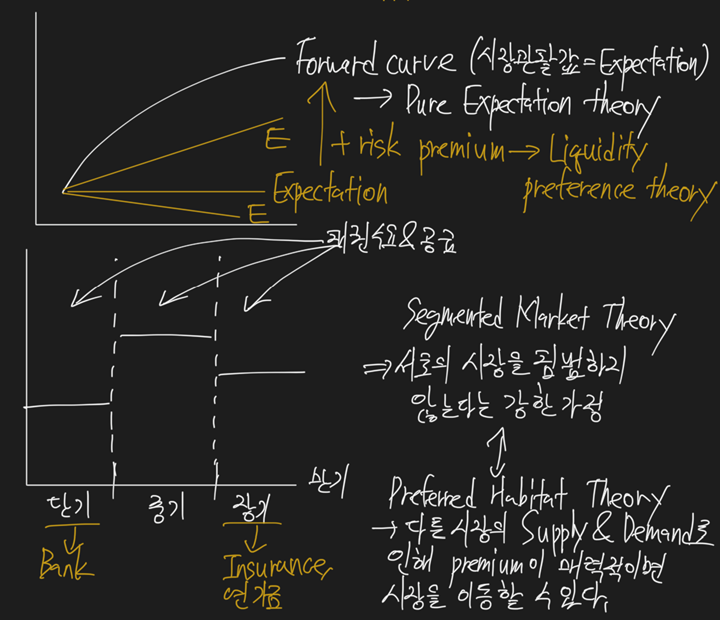 Forward curve (시장관찰값=Expectation)
→ Pure Expectation theory
E
+ risk premium → Liquidity
preference theory
Expectation
E
채권수요&공급
Segmented Market Theory
⇒ 서로의 시장을 침범하지
않는다는 강한가정
만기
단기
중기
장기
Preferred Habitat Theory
→ 다른 시장의 Supply & Demand로
인해 premium이 매력적이면
시장을 이동할 수 있다.
Bank
Insurance,
연기금